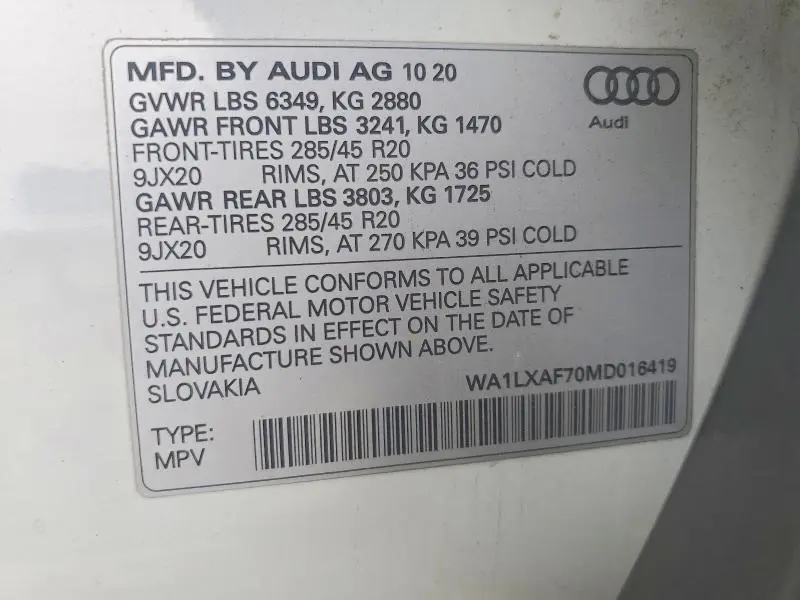 MFD. BY AUDI AG 10 20
GVWR LBS 6349, KG 2880
GAWR FRONT LBS 3241, KG 1470
FRONT-TIRES 285/45 R20
9JX20 RIMS, AT 250 KPA 36 PSI COLD
GAWR REAR LBS 3803, KG 1725
REAR-TIRES 285/45 R20
9JX20 RIMS, AT 270 KPA 39 PSI COLD
Audi
THIS VEHICLE CONFORMS TO ALL APPLICABLE
U.S. FEDERAL MOTOR VEHICLE SAFETY
STANDARDS IN EFFECT ON THE DATE OF
MANUFACTURE SHOWN ABOVE.
SLOVAKIA WA1LXAF70MD016419
TYPE:
MPV